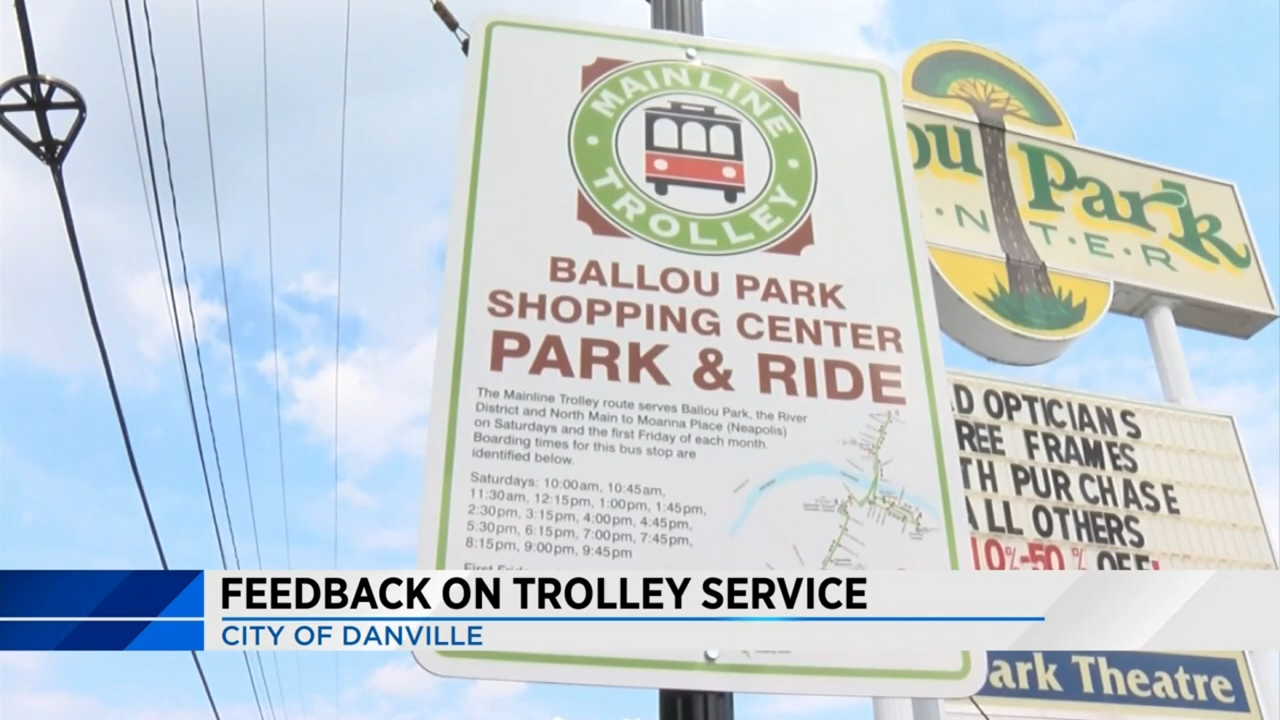 MAINLINE
TROLLEY
BALLOU PARK
SHOPPING CENTER
PARK & RIDE
The Mainline Trolley route serves Ballou Park, the River
District and North Main to Moanna Place (Neapolis)
on Saturdays and the first Friday of each month.
Boarding times for this bus stop are
identified below.
Saturdays: 10:00am, 10:45am,
11:30am, 12:15pm, 1:00pm, 1:45pm,
2:30pm, 3:15pm, 4:00pm, 4:45pm,
5:30pm, 6:15pm, 7:00pm, 7:45pm,
8:15pm, 9:00pm, 9:45pm
First
ou Park
N·T·E·R
D OPTICIANS
REE FRAMES
TH PURCHASE
ALL OTHERS
10%-50% OFF!
ark Theatre
FEEDBACK ON TROLLEY SERVICE
CITY OF DANVILLE